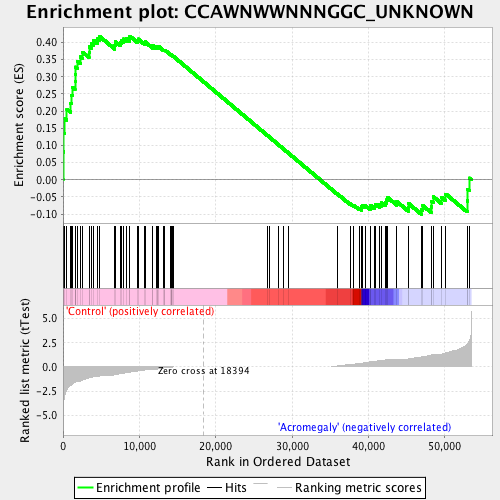 Enrichment plot: CCAWNWWNNNGGC_UNKNOWN
Enrichment score (ES)
0.40
0.35
0.30
0.25
0.20
0.15
0.10
0.05
0.00
-0.05
-0.10
'Control' (positively correlated)
Ranked list metric (tTest)
5.0
2.5
0.0
-2.5
-5.0
Zero cross at 18394
'Acromegaly' (negatively correlated)
0
10,000
20,000
30,000
40,000
50,000
Rank in Ordered Dataset
Enrichment profile
Hits
Ranking metric scores